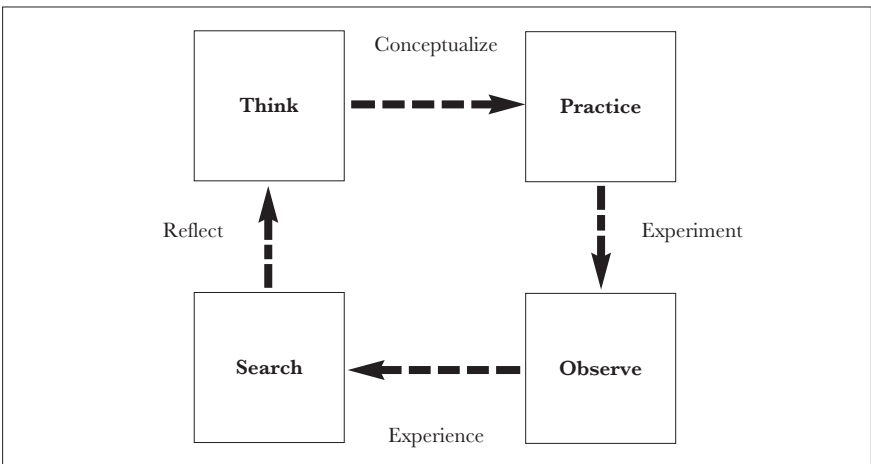 Conceptualize
Think
Practice
Reflect
Experiment
Search
Observe
Experience